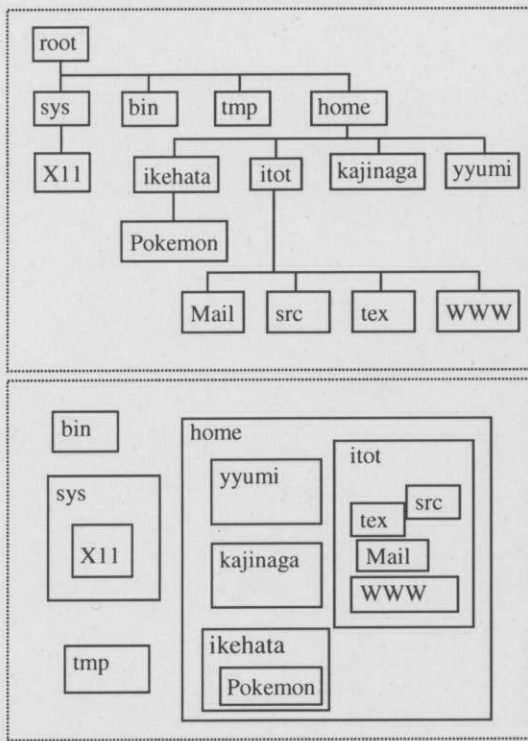 root
sys bin tmp home
X11 ikehata itot kajinaga yyumi
Pokemon
Mail src tex WWW
bin
home
itot
yyumi
sys
src
tex
X11
kajinaga
Mail
WWW
ikehata
tmp
Pokemon